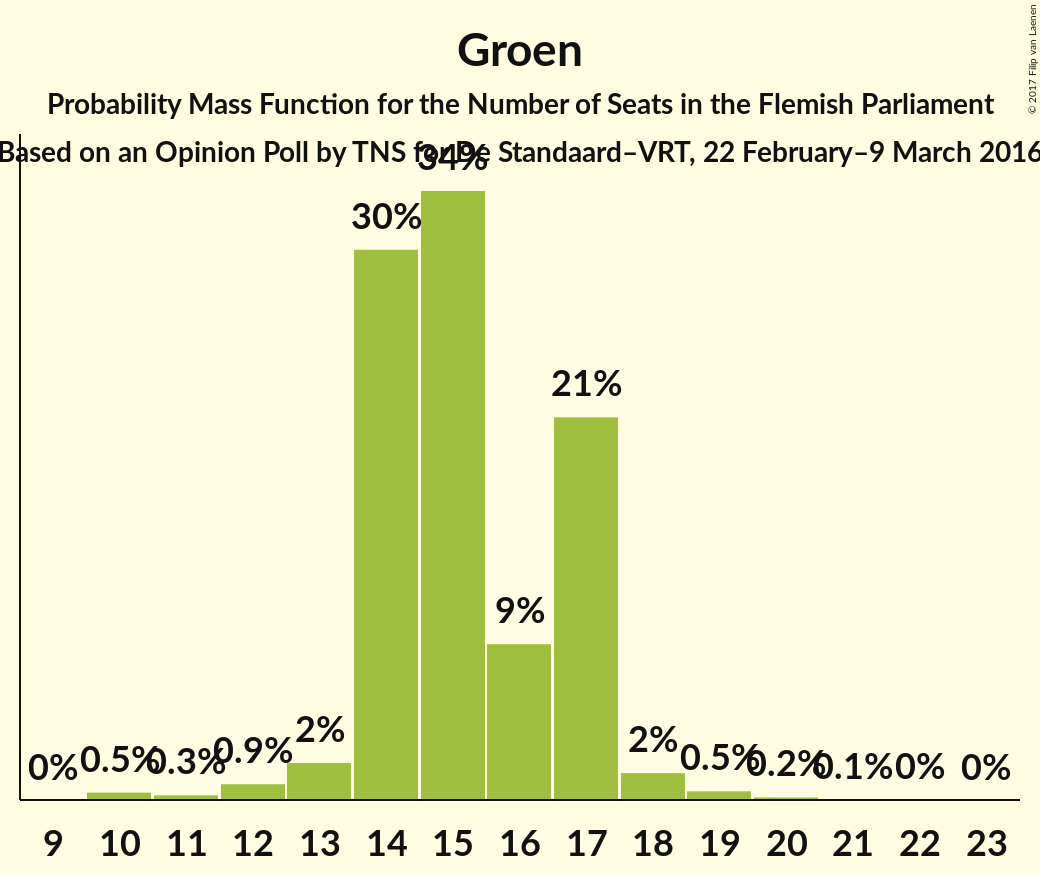 Groen
Probability Mass Function for the Number of Seats in the Flemish Parliament
Based on an Opinion Poll by TNS for De Standaard–VRT, 22 February–9 March 2016
© 2017 Filip van Laenen
34%
30%
21%
9%
2%
2%
0% 0.5% 0.3% 0.9% 0.5% 0.2% 0.1% 0% 0%
9 10 11 12 13 14 15 16 17 18 19 20 21 22 23